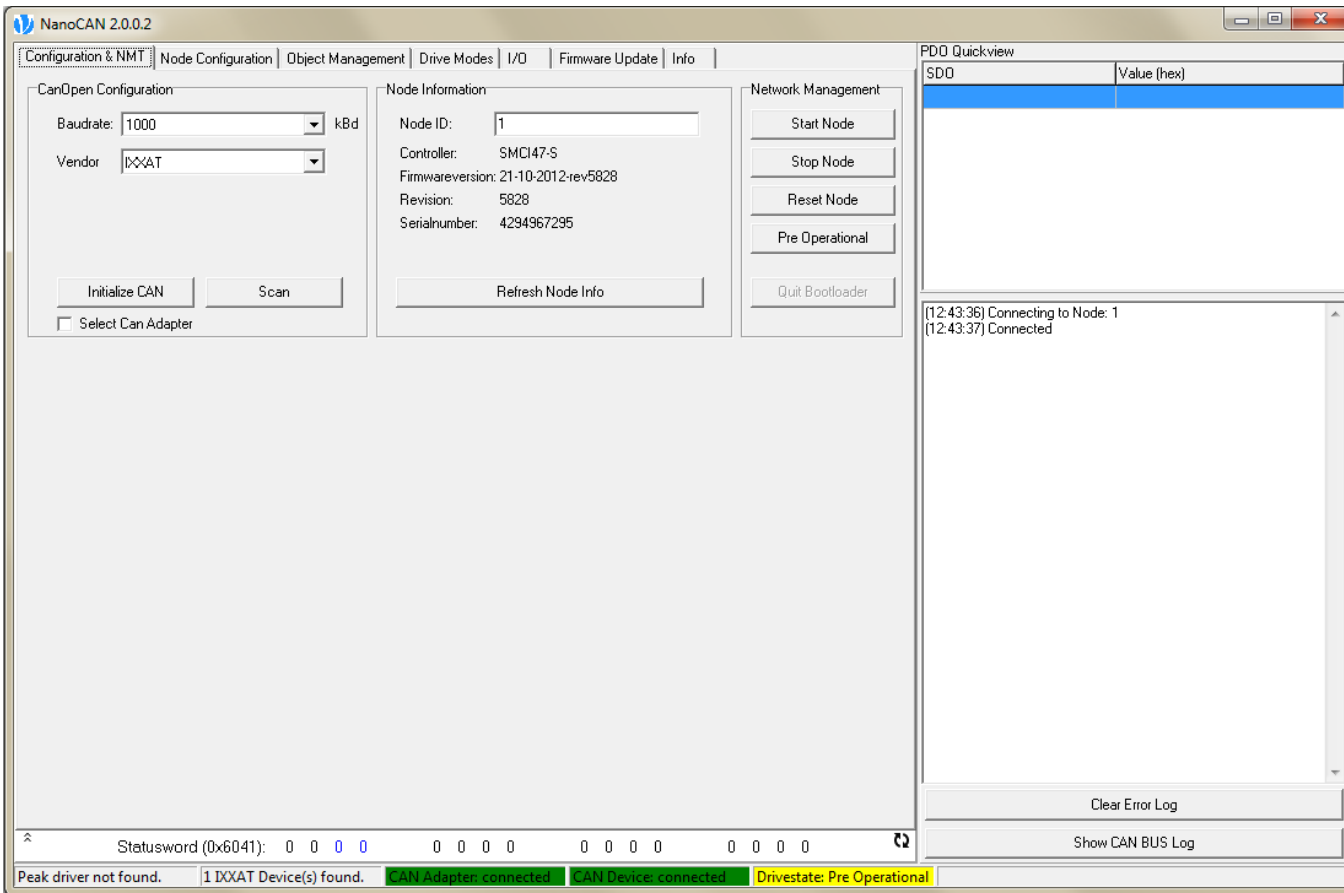 NanoCAN 2.0.0.2
Configuration & NMT Node Configuration Object Management Drive Modes I/O Firmware Update Info
CanOpen Configuration
Baudrate: 1000 kBd
Vendor IXXAT
Initialize CAN Scan
Select Can Adapter
Node Information
Node ID: 1
Controller: SMCI47-S
Firmwareversion: 21-10-2012-rev5828
Revision: 5828
Serialnumber: 4294967295
Refresh Node Info
Network Management
Start Node
Stop Node
Reset Node
Pre Operational
Quit Bootloader
PDO Quickview
SDO Value (hex)
(12:43:36) Connecting to Node: 1
(12:43:37) Connected
Clear Error Log
Show CAN BUS Log
Statusword (0x6041): 0 0 0 0 0 0 0 0 0 0 0 0 0 0 0 0
Peak driver not found. 1 IXXAT Device(s) found. CAN Adapter: connected CAN Device: connected Drivestate: Pre Operational